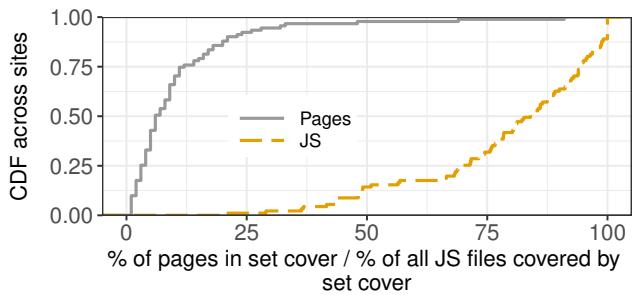 1.00
0.75
0.50
0.25
0.00
CDF across sites
Pages
JS
0
25
50
75
100
% of pages in set cover / % of all JS files covered by
set cover